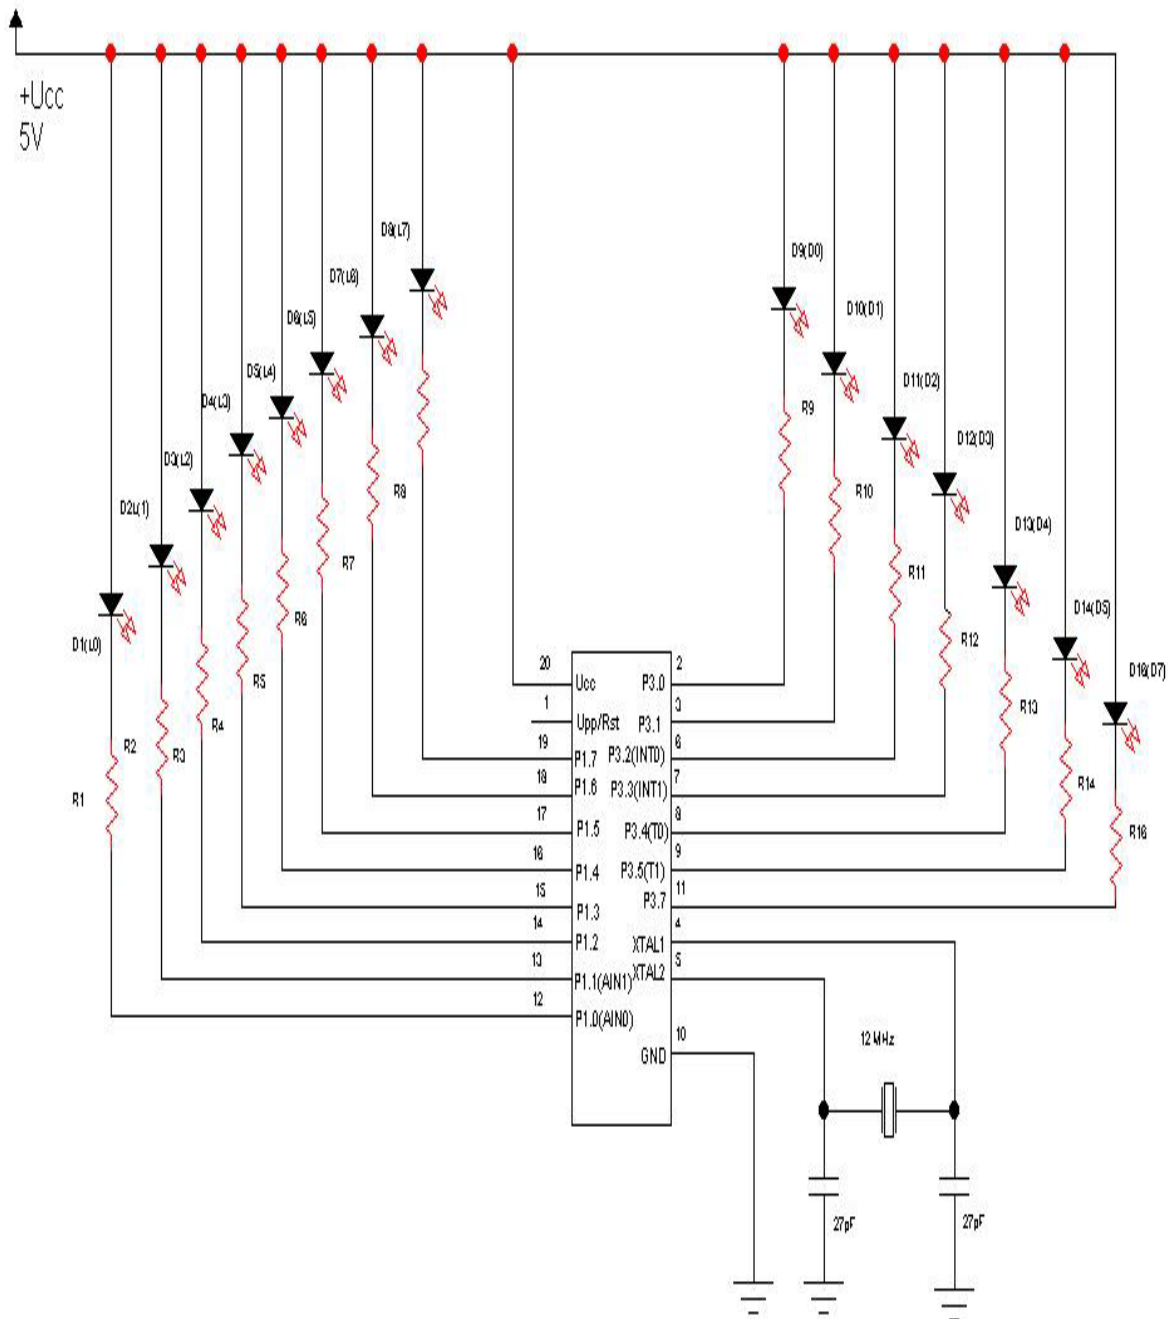 +Ucc
5V
D8(L7)
D7(L6)
D6(L5)
D5(L4)
D4(L3)
D3(L2)
D2L(1)
D1(L0)
D9(D0)
D10(D1)
D11(D2)
D12(D3)
D13(D4)
D14(D5)
D16(D7)
R1
R2
R3
R4
R5
R6
R7
R8
R9
R10
R11
R12
R13
R14
R16
20
Ucc
1
Upp/Rst
19
P1.7
18
P1.6
17
P1.5
16
P1.4
15
P1.3
14
P1.2
13
P1.1(AIN1)
12
P1.0(AIN0)
2
P3.0
3
P3.1
6
P3.2(INT0)
7
P3.3(INT1)
8
P3.4(T0)
9
P3.5(T1)
11
P3.7
4
XTAL1
5
XTAL2
10
GND
12 MHz
27pF
27pF